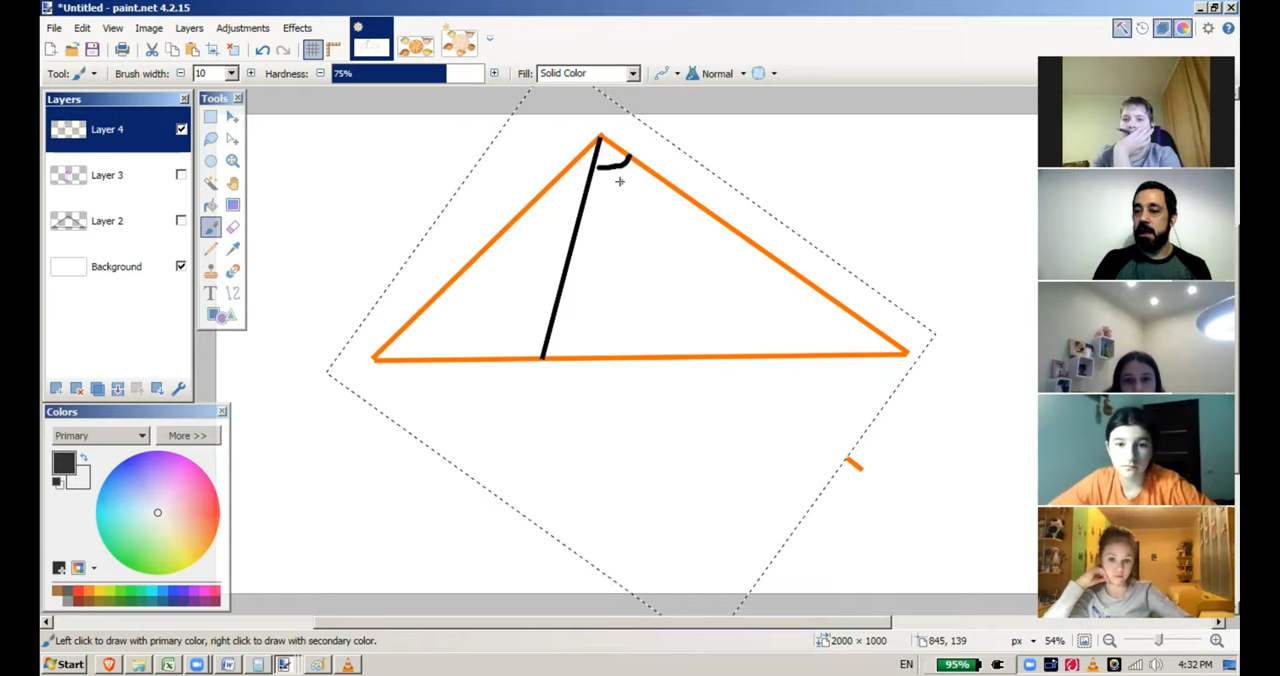 *Untitled - paint.net 4.2.15
File Edit View Image Layers Adjustments Effects
Tool: Brush width: 10 Hardness: 75% Fill: Solid Color Normal
Layers
Layer 4
Layer 3
Layer 2
Background
Tools
Colors
Primary More >>
Left click to draw with primary color, right click to draw with secondary color. 2000 × 1000 845, 139 px 54%
Start EN 95% 4:32 PM